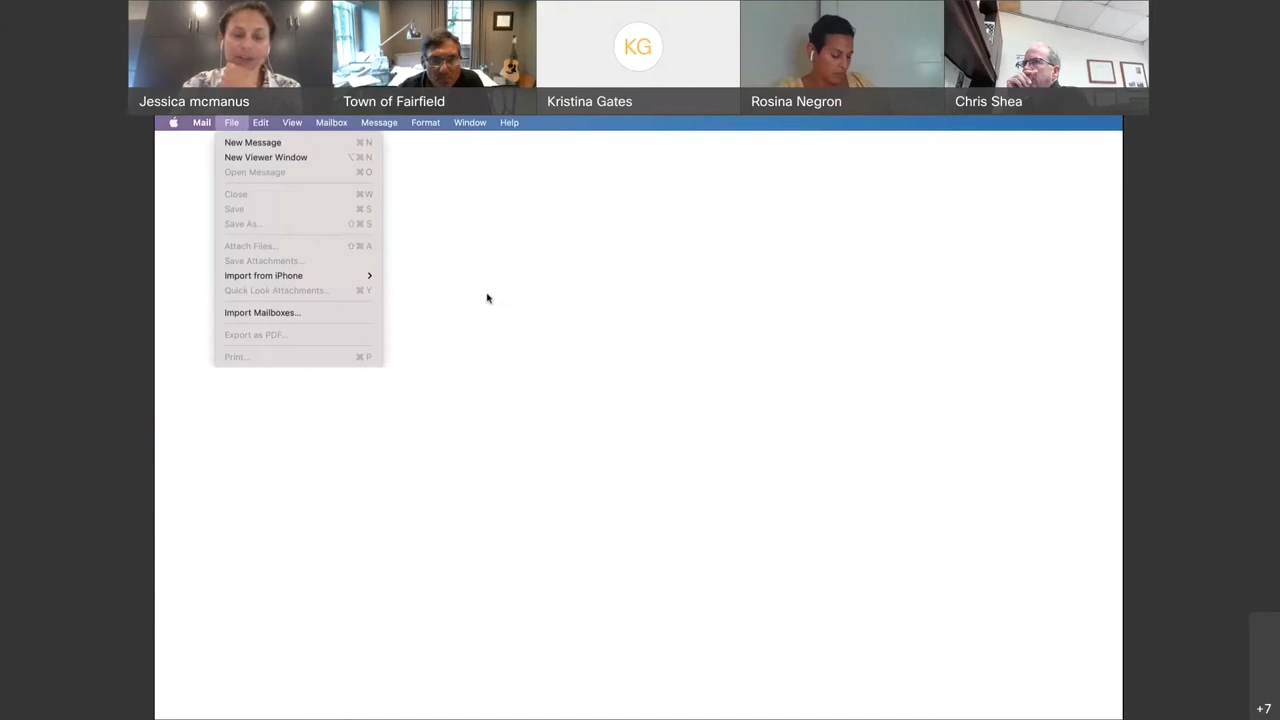 KG
Jessica mcmanus
Town of Fairfield
Kristina Gates
Rosina Negron
Chris Shea
Mail File Edit View Mailbox Message Format Window Help
New Message ⌘ N
New Viewer Window ⌥⌘ N
Open Message ⌘ O
Close ⌘ W
Save ⌘ S
Save As... ⇧⌘ S
Attach Files... ⇧⌘ A
Save Attachments...
Import from iPhone >
Quick Look Attachments... ⌘ Y
Import Mailboxes...
Export as PDF...
Print... ⌘ P
+7